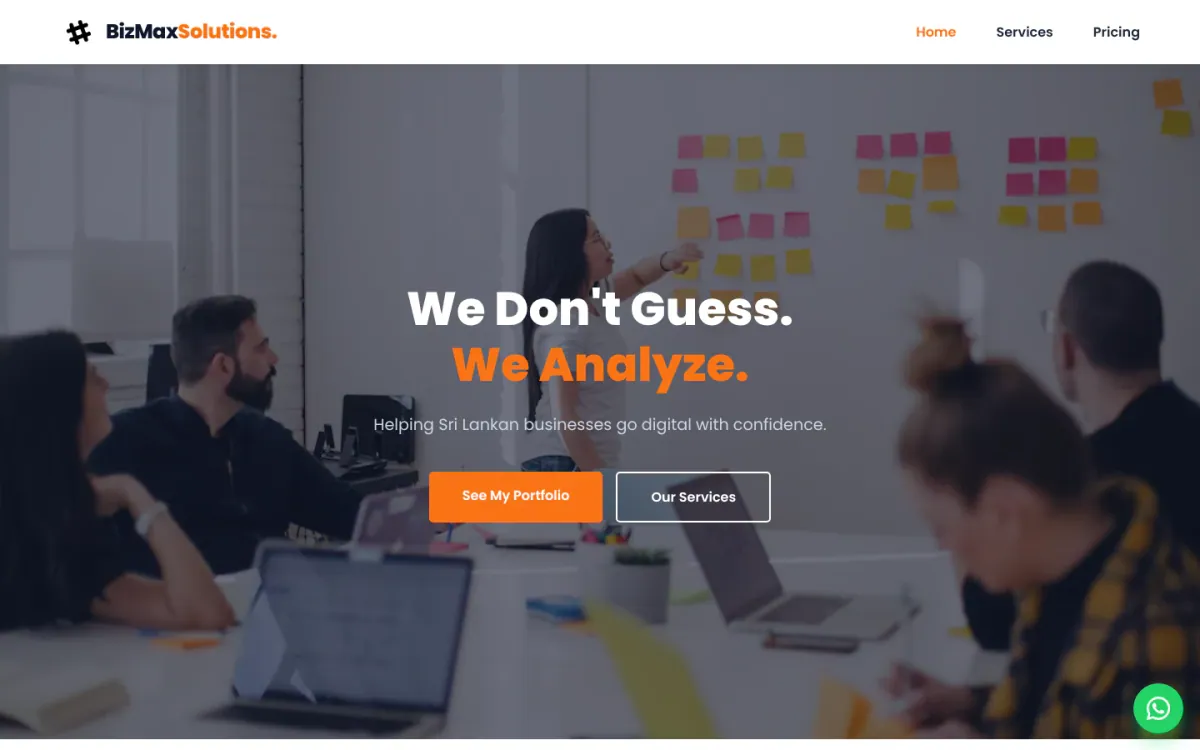 BizMaxSolutions.
Home
Services
Pricing
We Don't Guess.
We Analyze.
Helping Sri Lankan businesses go digital with confidence.
See My Portfolio
Our Services